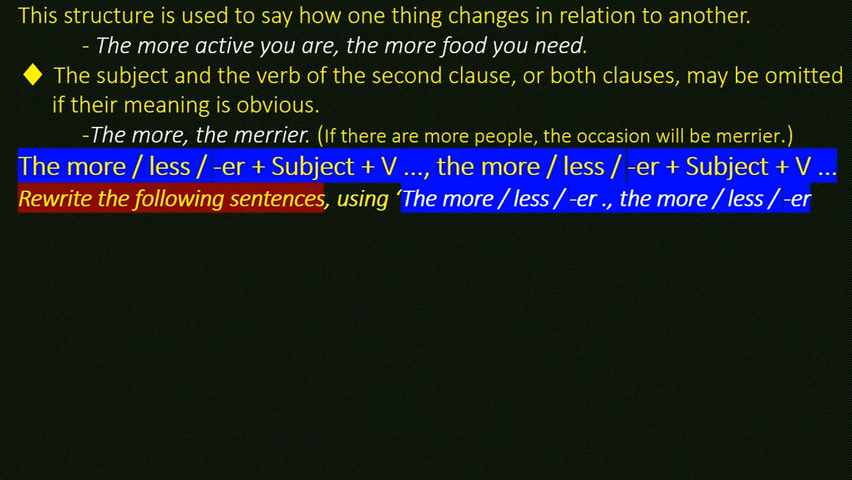 This structure is used to say how one thing changes in relation to another.
- The more active you are, the more food you need.
The subject and the verb of the second clause, or both clauses, may be omitted
if their meaning is obvious.
-The more, the merrier. (If there are more people, the occasion will be merrier.)
The more / less / -er + Subject + V ..., the more / less / -er + Subject + V ...
Rewrite the following sentences, using ‘The more / less / -er ., the more / less / -er